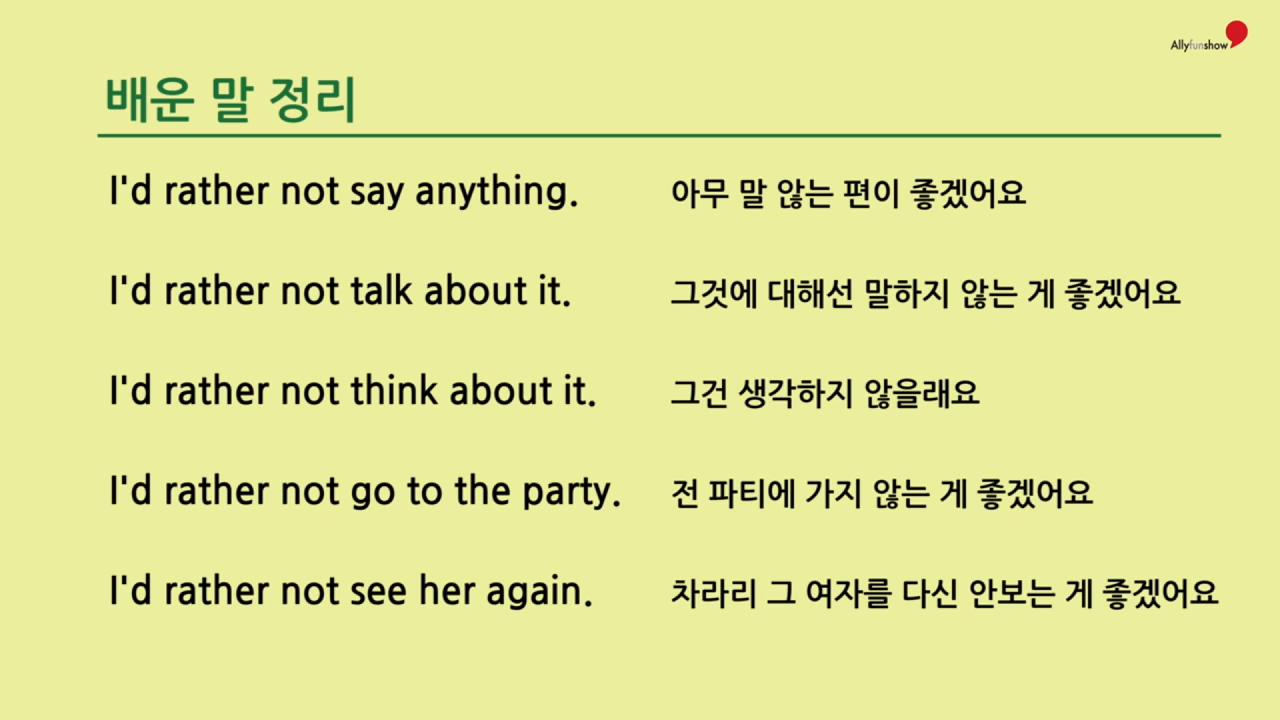 Allyfunshow
배운 말 정리
I'd rather not say anything. 아무 말 않는 편이 좋겠어요
I'd rather not talk about it. 그것에 대해선 말하지 않는 게 좋겠어요
I'd rather not think about it. 그건 생각하지 않을래요
I'd rather not go to the party. 전 파티에 가지 않는 게 좋겠어요
I'd rather not see her again. 차라리 그 여자를 다신 안보는 게 좋겠어요